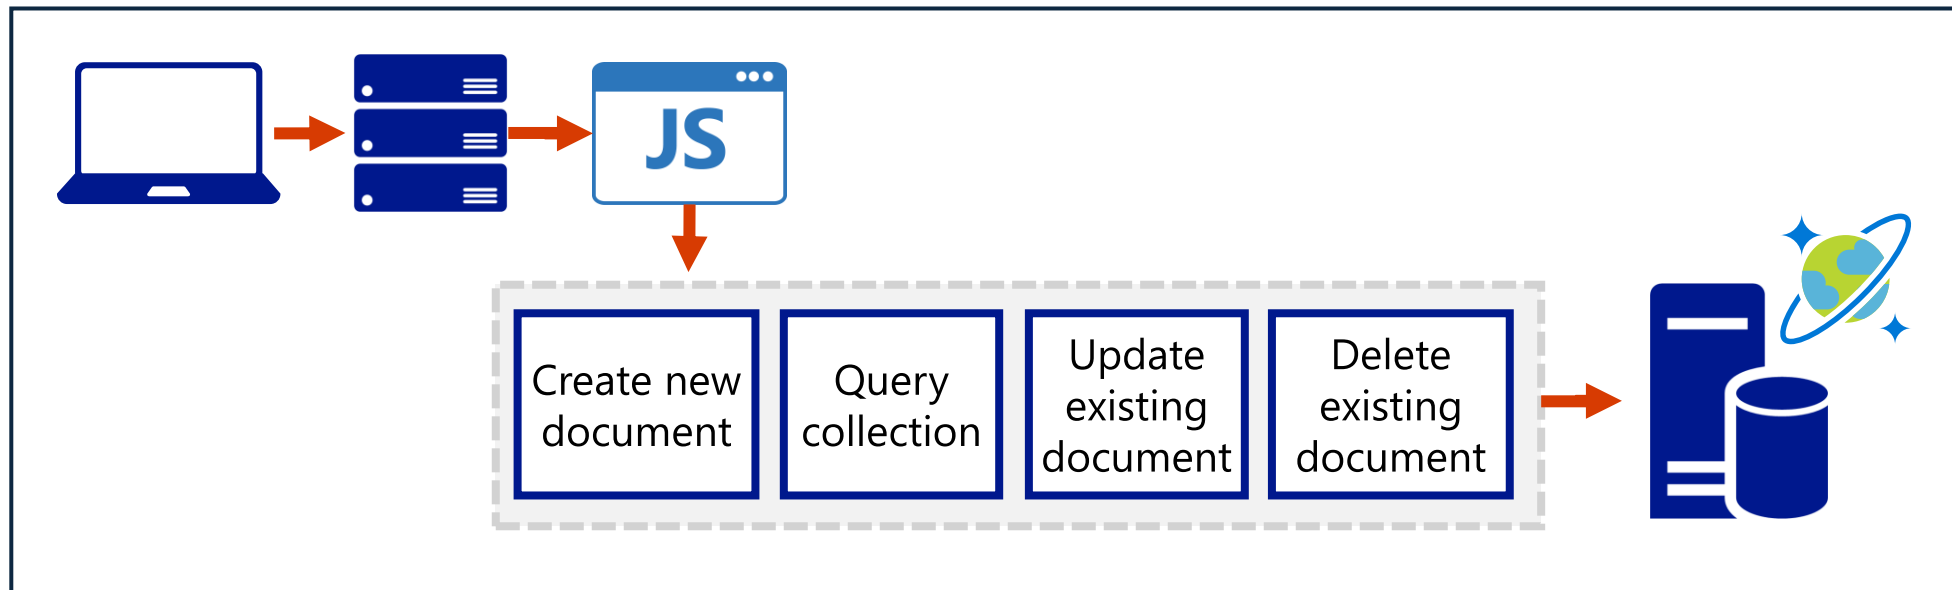 JS
Create new
document
Query
collection
Update
existing
document
Delete
existing
document